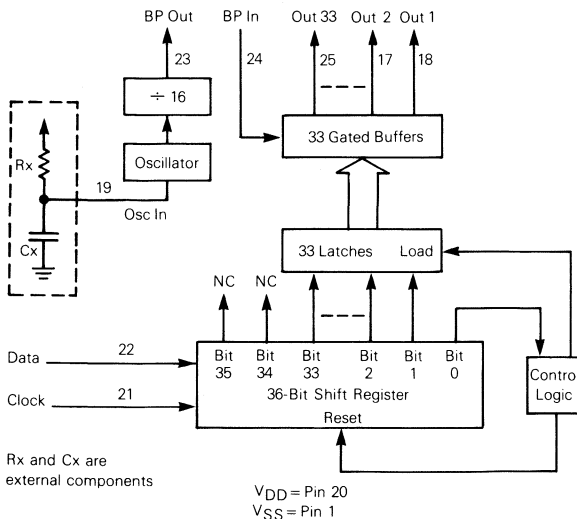 BP Out
BP In
Out 33
Out 2
Out 1
23
24
25
17
18
÷ 16
33 Gated Buffers
Rx
Oscillator
19
Osc In
Cx
33 Latches
Load
NC
NC
Data
22
Bit 35
Bit 34
Bit 33
Bit 2
Bit 1
Bit 0
Control Logic
Clock
21
36-Bit Shift Register
Reset
Rx and Cx are
external components
VDD = Pin 20
VSS = Pin 1